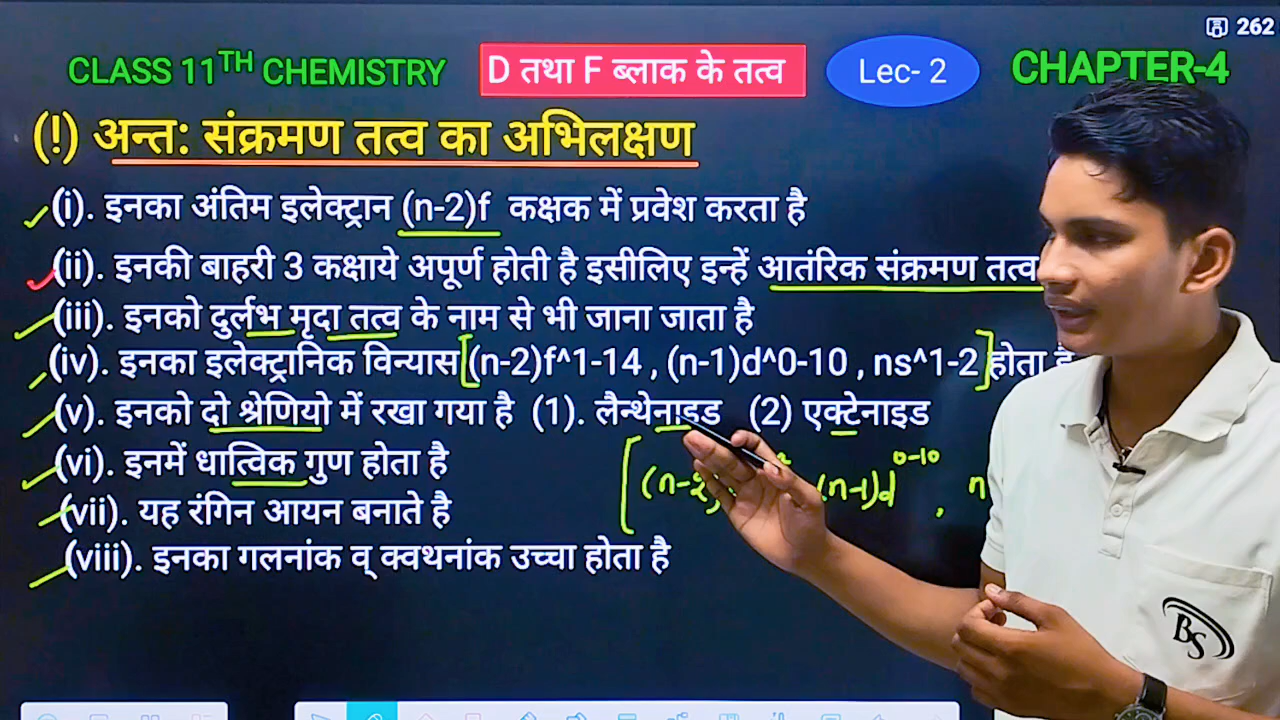 262
CLASS 11TH CHEMISTRY D तथा F ब्लाक के तत्व Lec- 2 CHAPTER-4
(!) अन्त: संक्रमण तत्व का अभिलक्षण
(i). इनका अंतिम इलेक्ट्रान (n-2)f कक्षक में प्रवेश करता है
(ii). इनकी बाहरी 3 कक्षाये अपूर्ण होती है इसीलिए इन्हें आतंरिक संक्रमण तत्व
(iii). इनको दुर्लभ मृदा तत्व के नाम से भी जाना जाता है
(iv). इनका इलेक्ट्रानिक विन्यास [(n-2)f^1-14 , (n-1)d^0-10 , ns^1-2] होता है
(v). इनको दो श्रेणियो में रखा गया है (1). लैन्थेनाइड (2) एक्टेनाइड
(vi). इनमें धात्विक गुण होता है
[(n-2) (n-1)d^0-10 , n
(vii). यह रंगिन आयन बनाते है
(viii). इनका गलनांक व् क्वथनांक उच्चा होता है
BS